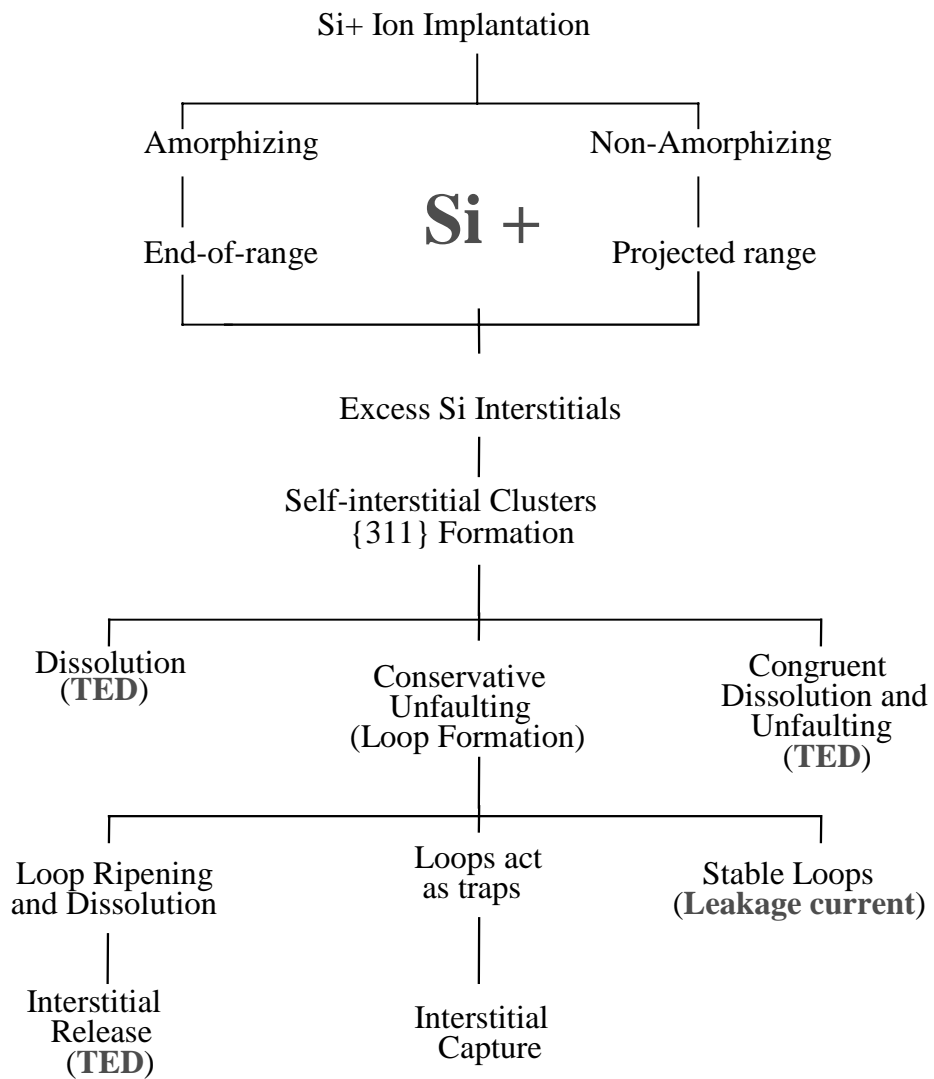 Si+ Ion Implantation
Amorphizing
Non-Amorphizing
Si +
End-of-range
Projected range
Excess Si Interstitials
Self-interstitial Clusters
{311} Formation
Dissolution
(TED)
Conservative
Unfaulting
(Loop Formation)
Congruent
Dissolution and
Unfaulting
(TED)
Loop Ripening
and Dissolution
Loops act
as traps
Stable Loops
(Leakage current)
Interstitial
Release
(TED)
Interstitial
Capture